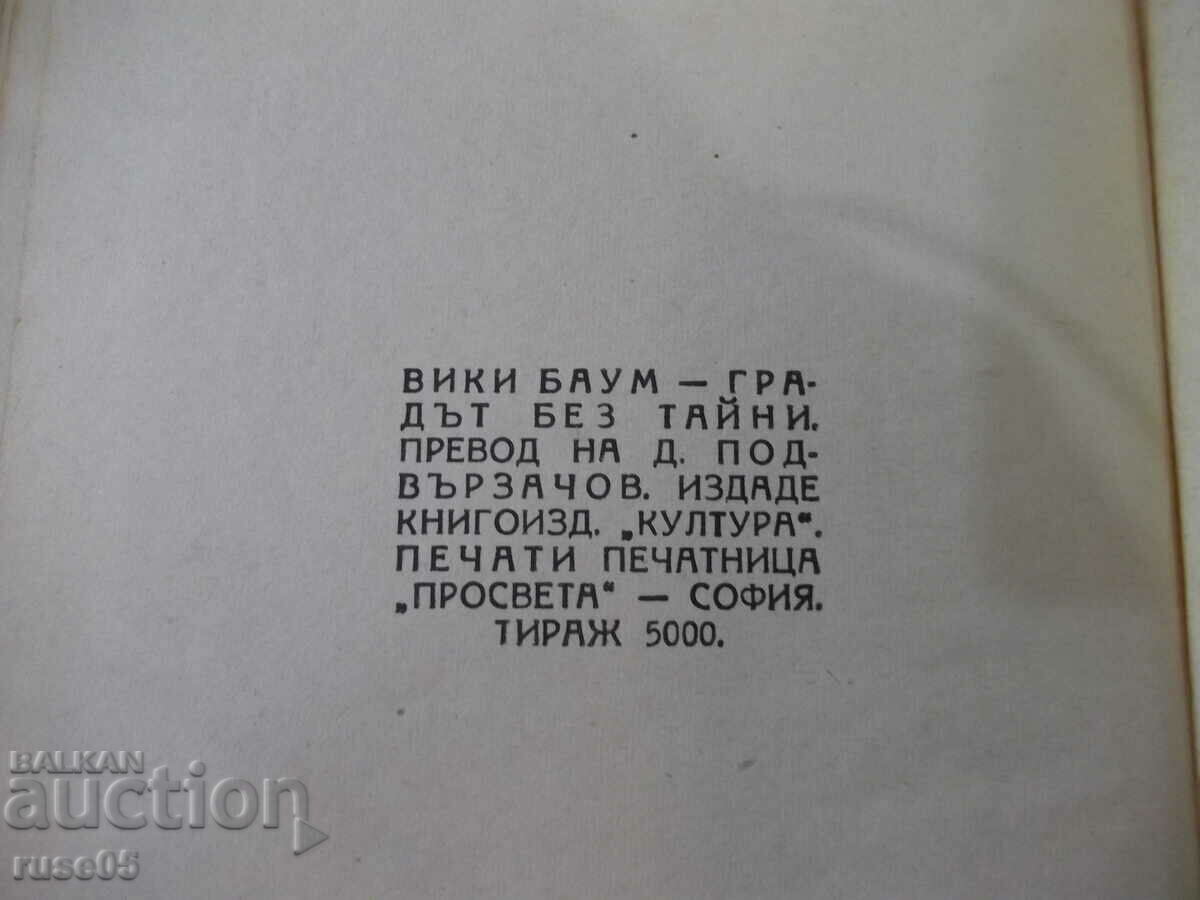 ВИКИ БАУМ — ГРА-
ДЪТ БЕЗ ТАЙНИ.
ПРЕВОД НА Д. ПОД-
ВЪРЗАЧОВ. ИЗДАДЕ
КНИГОИЗД. „КУЛТУРА“.
ПЕЧАТИ ПЕЧАТНИЦА
„ПРОСВЕТА“ — СОФИЯ.
ТИРАЖ 5000.
BALKAN
auction
ruse05